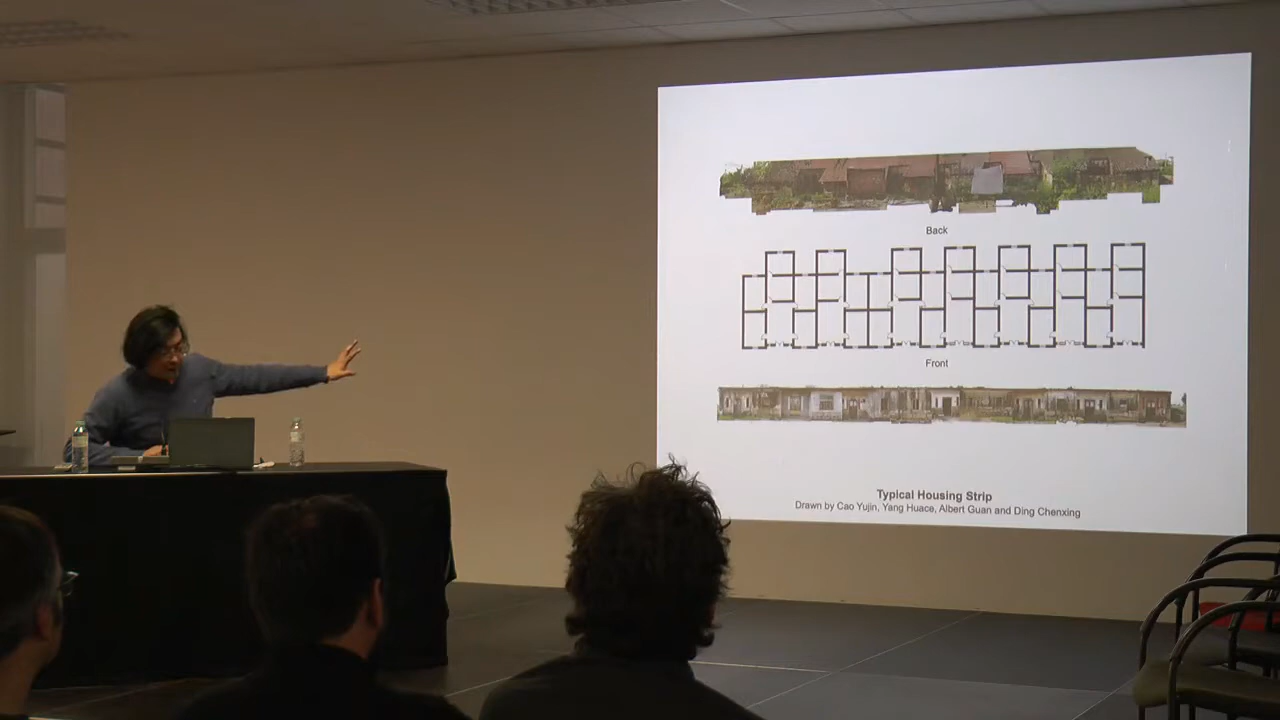 Back
Front
Typical Housing Strip
Drawn by Cao Yujin, Yang Huace, Albert Guan and Ding Chenxing